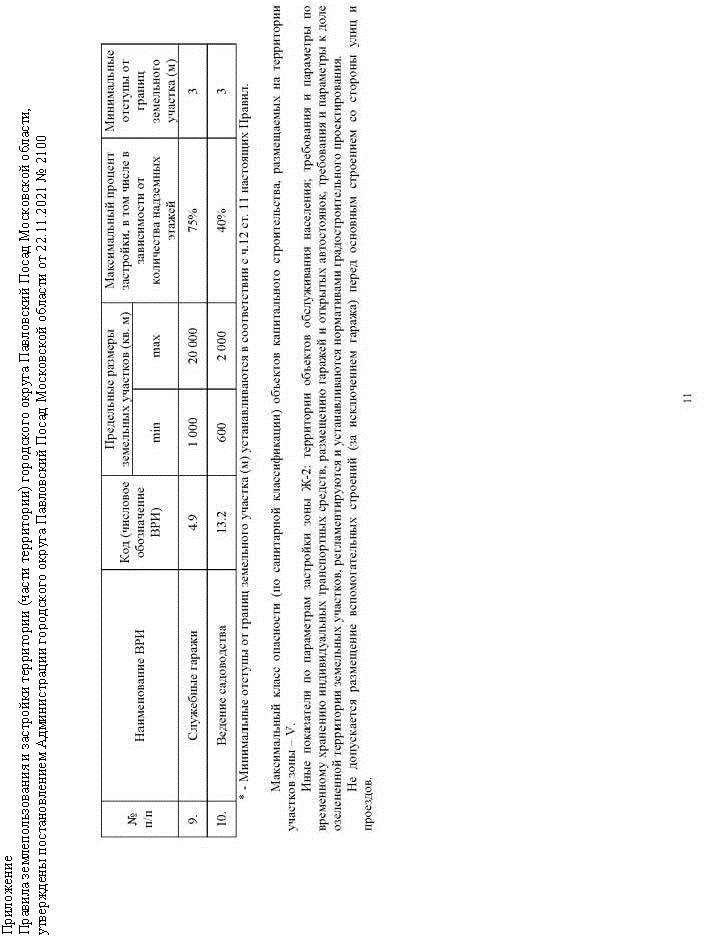 Приложение
Правила землепользования и застройки территории (части территории) городского округа Павловский Посад Московской области,
утверждены постановлением Администрации городского округа Павловский Посад Московской области от 22.11.2021 № 2100
№ п/п | Наименование ВРИ | Код (числовое обозначение ВРИ) | Предельные размеры земельных участков (кв. м) | Максимальный процент застройки, в том числе в зависимости от количества надземных этажей | Минимальные отступы от границ земельного участка (м)
min | max
9. | Служебные гаражи | 4.9 | 1 000 | 20 000 | 75% | 3
10. | Ведение садоводства | 13.2 | 600 | 2 000 | 40% | 3
* - Минимальные отступы от границ земельного участка (м) устанавливаются в соответствии с ч.12 ст. 11 настоящих Правил.
Максимальный класс опасности (по санитарной классификации) объектов капитального строительства, размещаемых на территории
участков зоны – V.
Иные показатели по параметрам застройки зоны Ж-2: территории объектов обслуживания населения; требования и параметры по
временному хранению индивидуальных транспортных средств, размещению гаражей и открытых автостоянок, требования и параметры к доле
озелененной территории земельных участков, регламентируются и устанавливаются нормативами градостроительного проектирования.
Не допускается размещение вспомогательных строений (за исключением гаража) перед основным строением со стороны улиц и
проездов.
11